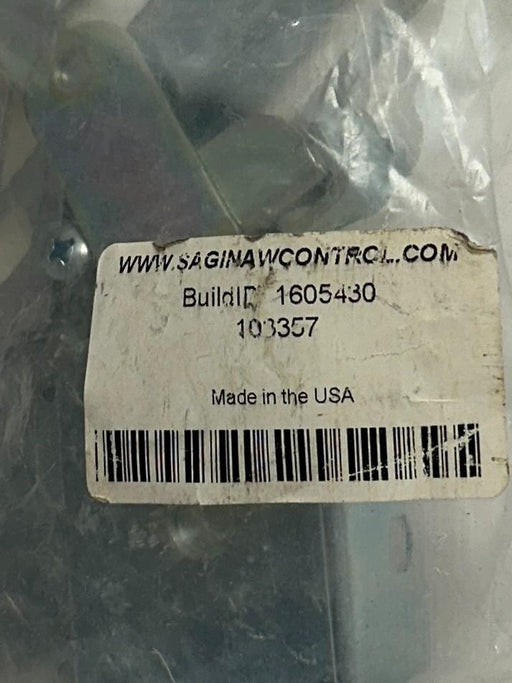 WWW.SAGINAWCONTROL.COM
BuildID 1605430
103357
Made in the USA